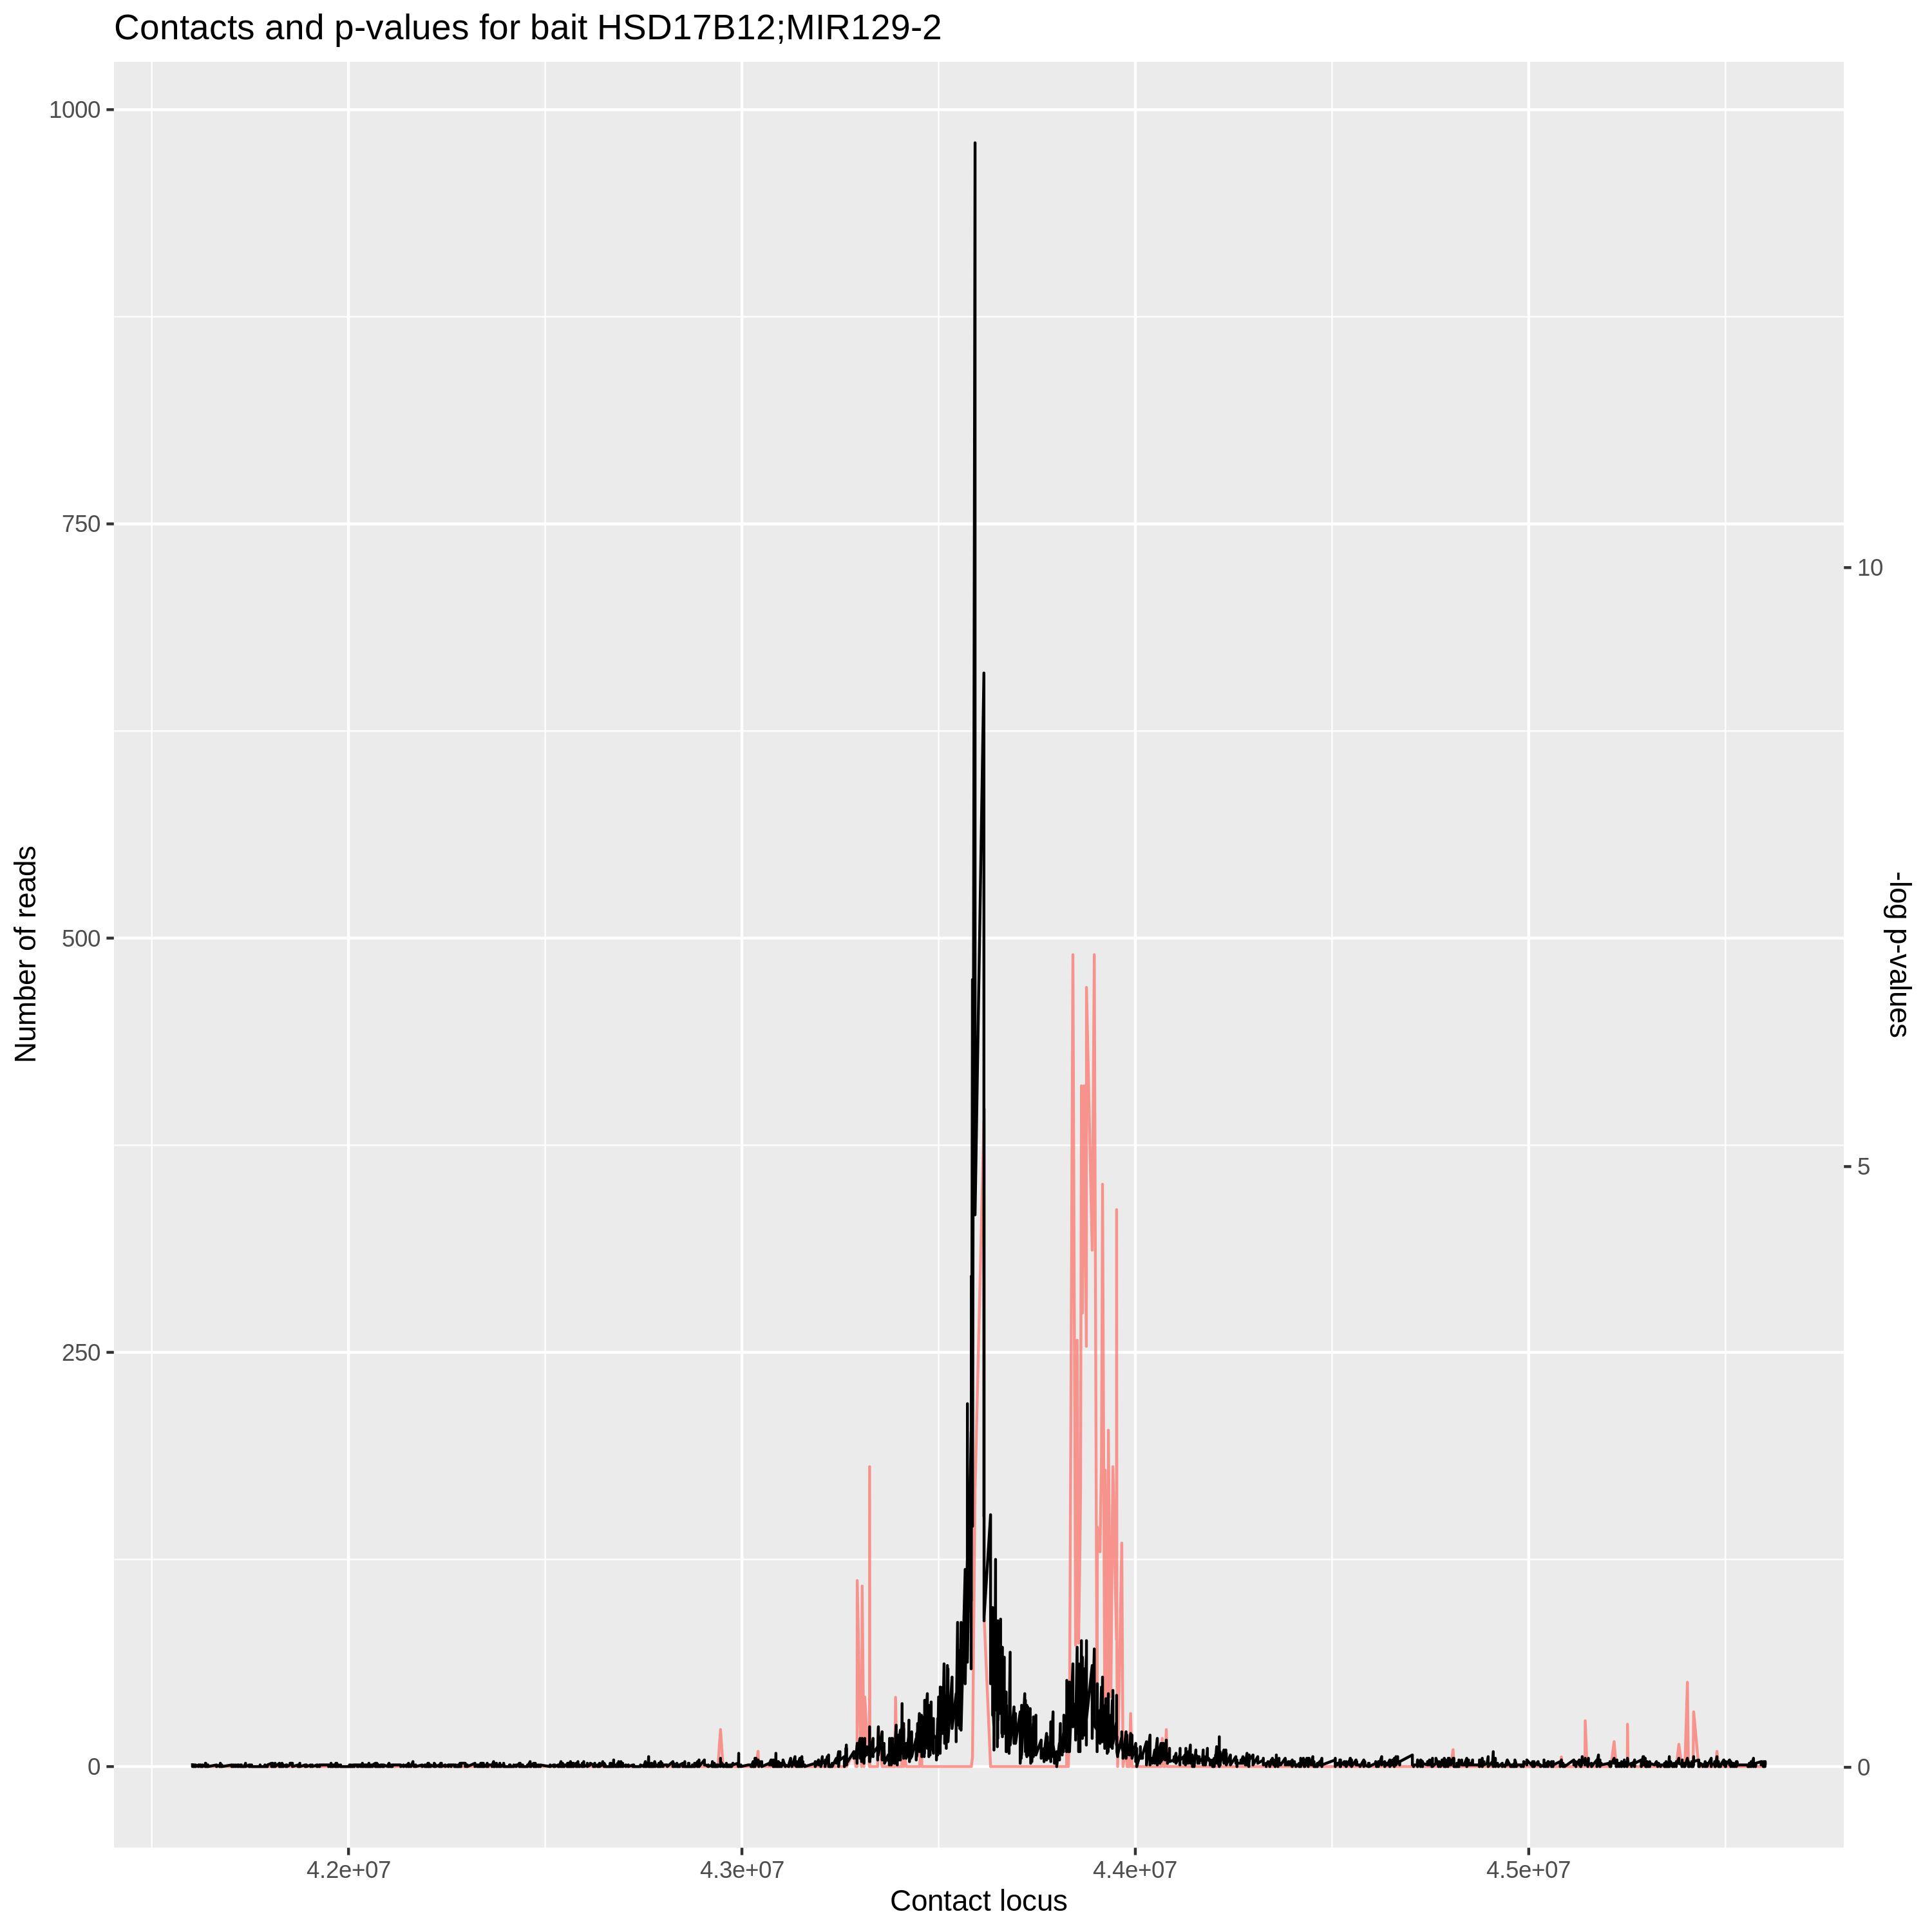 Contacts and p-values for bait HSD17B12;MIR129-2
1000
750
500
250
0
Number of reads
10
5
0
-log p-values
4.2e+07
4.3e+07
4.4e+07
4.5e+07
Contact locus